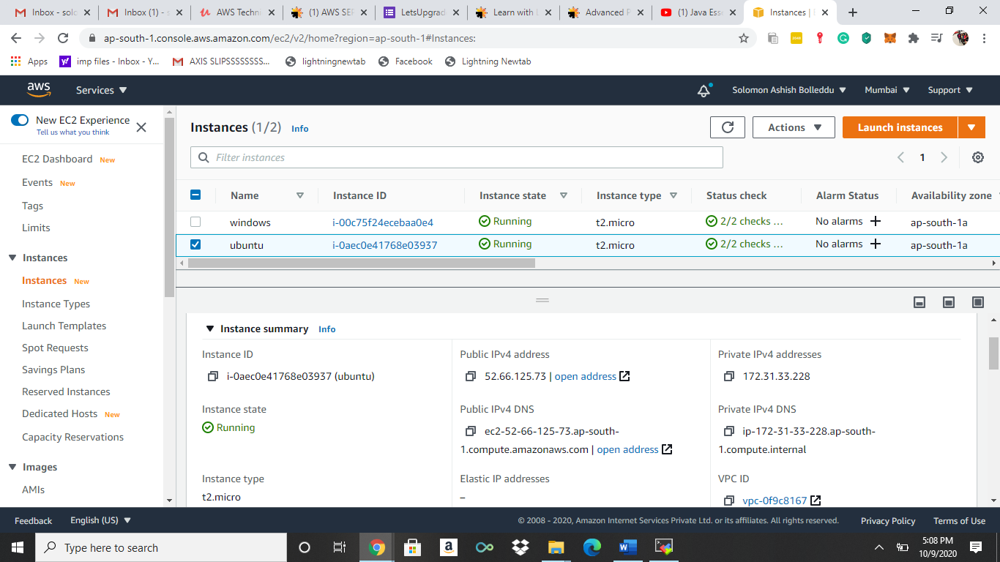 Inbox - solo
Inbox (1) - s
AWS Techni
(1) AWS SER
LetsUpgrad
Learn with L
Advanced P
(1) Java Ess
Instances | E
ap-south-1.console.aws.amazon.com/ec2/v2/home?region=ap-south-1#Instances:
Apps
imp files - Inbox - Y...
AXIS SLIPSSSSSSSS...
lightningnewtab
Facebook
Lightning Newtab
aws
Services
Solomon Ashish Bolleddu
Mumbai
Support
New EC2 Experience
Tell us what you think
EC2 Dashboard New
Events New
Tags
Limits
Instances
Instances New
Instance Types
Launch Templates
Spot Requests
Savings Plans
Reserved Instances
Dedicated Hosts New
Capacity Reservations
Images
AMIs
Instances (1/2) Info
Actions
Launch instances
Filter instances
1
Name Instance ID Instance state Instance type Status check Alarm Status Availability zone
windows i-00c75f24ecebaa0e4 Running t2.micro 2/2 checks ... No alarms + ap-south-1a
ubuntu i-0aec0e41768e03937 Running t2.micro 2/2 checks ... No alarms + ap-south-1a
Instance summary Info
Instance ID
i-0aec0e41768e03937 (ubuntu)
Instance state
Running
Instance type
t2.micro
Public IPv4 address
52.66.125.73 | open address
Public IPv4 DNS
ec2-52-66-125-73.ap-south-
1.compute.amazonaws.com | open address
Elastic IP addresses
–
Private IPv4 addresses
172.31.33.228
Private IPv4 DNS
ip-172-31-33-228.ap-south-
1.compute.internal
VPC ID
vpc-0f9c8167
Feedback
English (US)
© 2008 - 2020, Amazon Internet Services Private Ltd. or its affiliates. All rights reserved.
Privacy Policy
Terms of Use
Type here to search
5:08 PM
10/9/2020